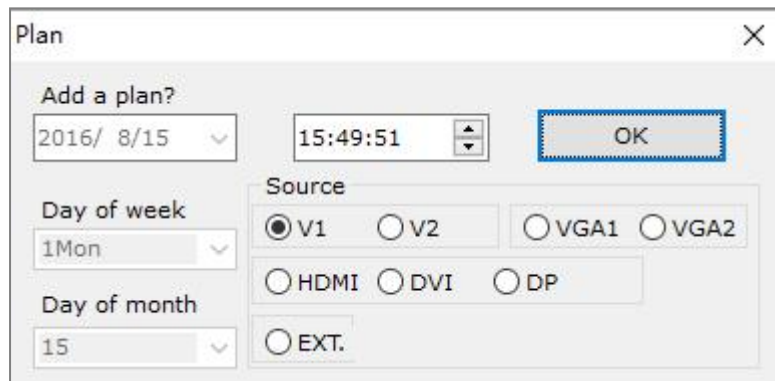 Plan
Add a plan?
2016/ 8/15
15:49:51
OK
Source
Day of week
V1 V2 VGA1 VGA2
1Mon
HDMI DVI DP
Day of month
15
EXT.